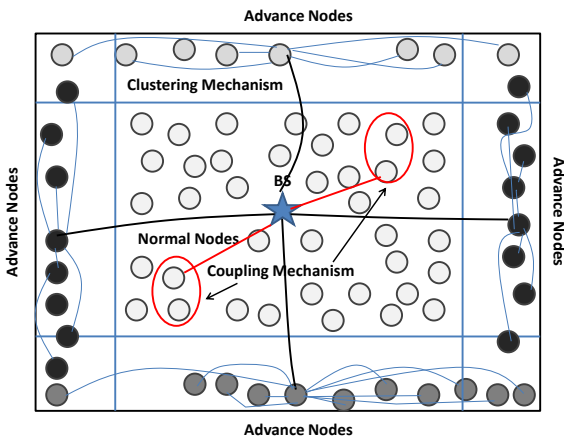 Advance Nodes
Clustering Mechanism
BS
Advance Nodes
Advance Nodes
Normal Nodes
Coupling Mechanism
Advance Nodes